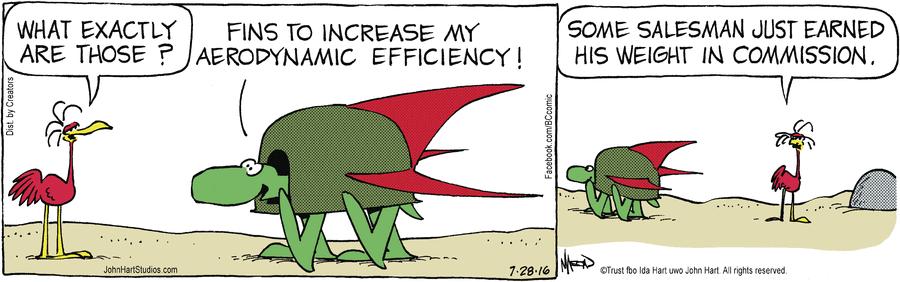 WHAT EXACTLY
ARE THOSE ?
FINS TO INCREASE MY
AERODYNAMIC EFFICIENCY!
SOME SALESMAN JUST EARNED
HIS WEIGHT IN COMMISSION.
Dist. by Creators
JohnHartStudios.com
7-28-16
Facebook.com/BCcomic
©Trust fbo Ida Hart uwo John Hart. All rights reserved.